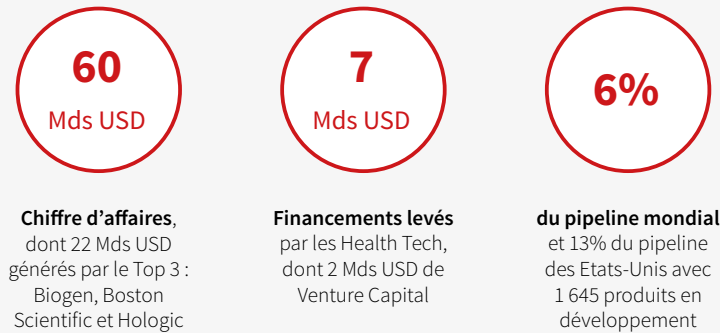 60
Mds USD
Chiffre d'affaires,
dont 22 Mds USD
générés par le Top 3 :
Biogen, Boston
Scientific et Hologic
7
Mds USD
Financements levés
par les Health Tech,
dont 2 Mds USD de
Venture Capital
6%
du pipeline mondial
et 13% du pipeline
des Etats-Unis avec
1 645 produits en
développement